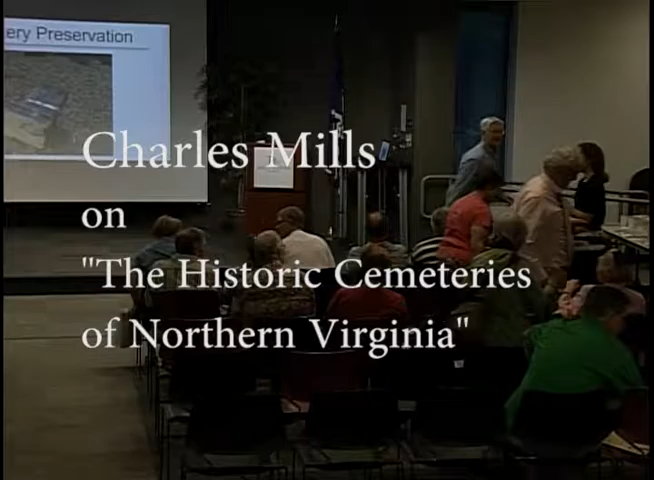 ery Preservation
Charles Mills
on
"The Historic Cemeteries
of Northern Virginia"